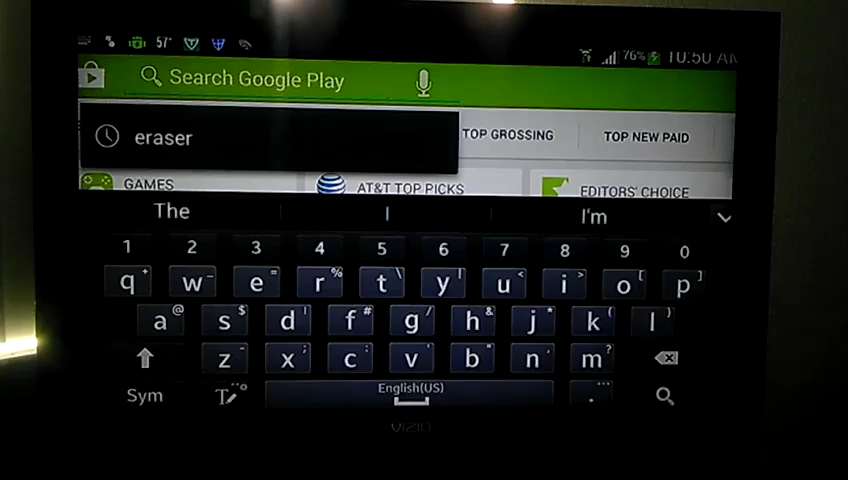 57° 76% 10:50 AM
Search Google Play
eraser TOP GROSSING TOP NEW PAID
GAMES AT&T TOP PICKS EDITORS' CHOICE
The I I'm
1 2 3 4 5 6 7 8 9 0
q + w - e = r % t \ y | u < i > o [ p ]
a @ s $ d ! f # g / h & j * k ( l )
z x ; c : v ' b " n , m ?
Sym T English(US) . ...
VIZIO